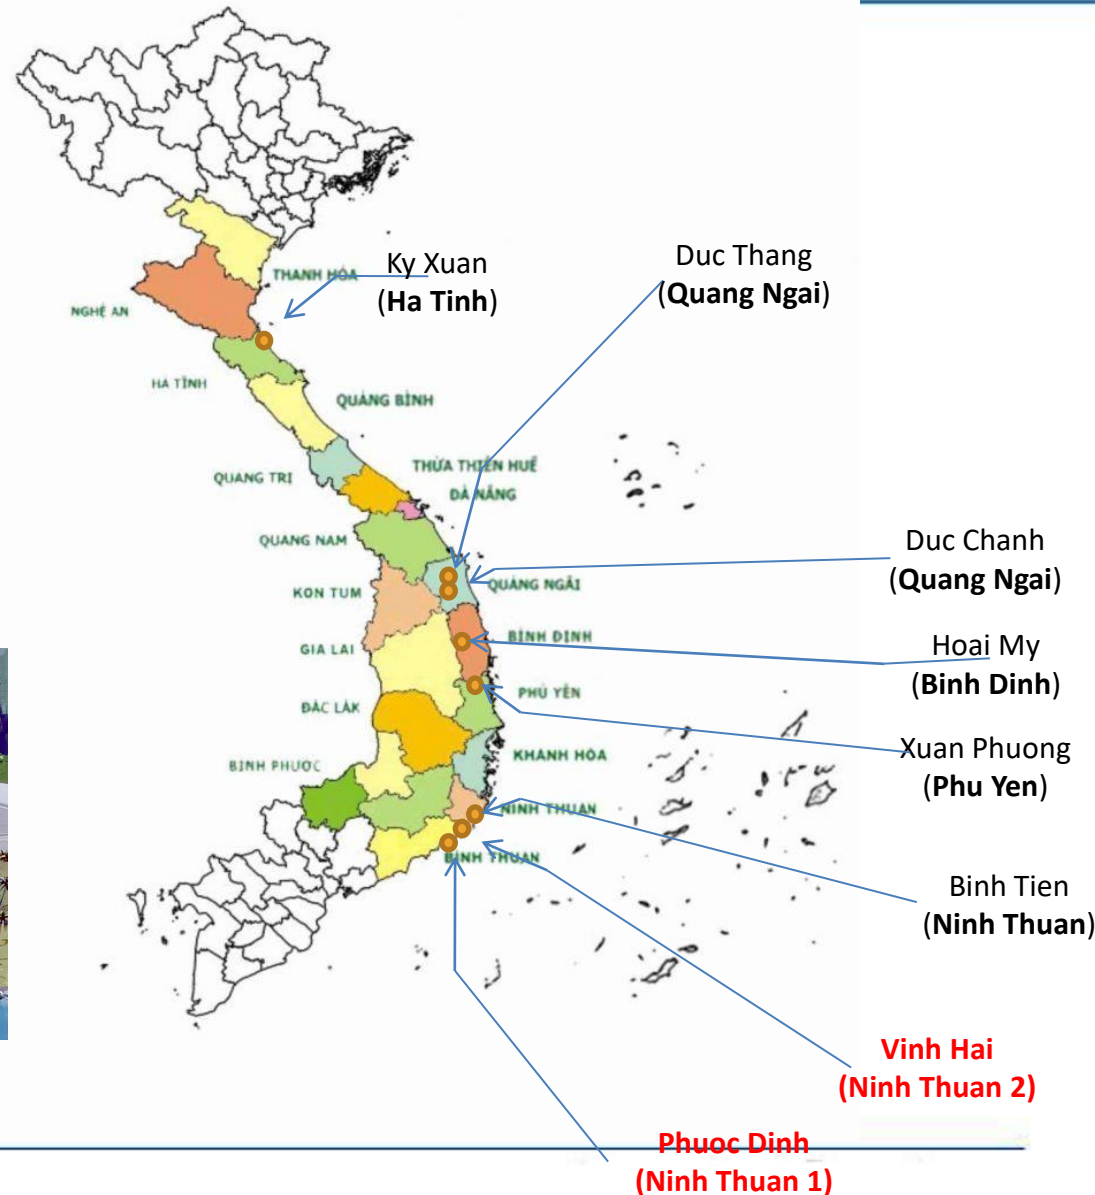 Ky Xuan
(Ha Tinh)
Duc Thang
(Quang Ngai)
THANH HÓA
NGHỆ AN
HÀ TĨNH
QUẢNG BÌNH
THỪA THIÊN HUẾ
QUANG TRỊ
ĐÀ NẴNG
QUANG NAM
Duc Chanh
(Quang Ngai)
KON TUM
QUẢNG NGÃI
Hoai My
(Binh Dinh)
BÌNH ĐỊNH
GIA LAI
PHÚ YÊN
ĐẮC LẮK
Xuan Phuong
(Phu Yen)
KHÁNH HÒA
BÌNH PHƯỚC
NINH THUẬN
BÌNH THUẬN
Binh Tien
(Ninh Thuan)
Vinh Hai
(Ninh Thuan 2)
Phuoc Dinh
(Ninh Thuan 1)